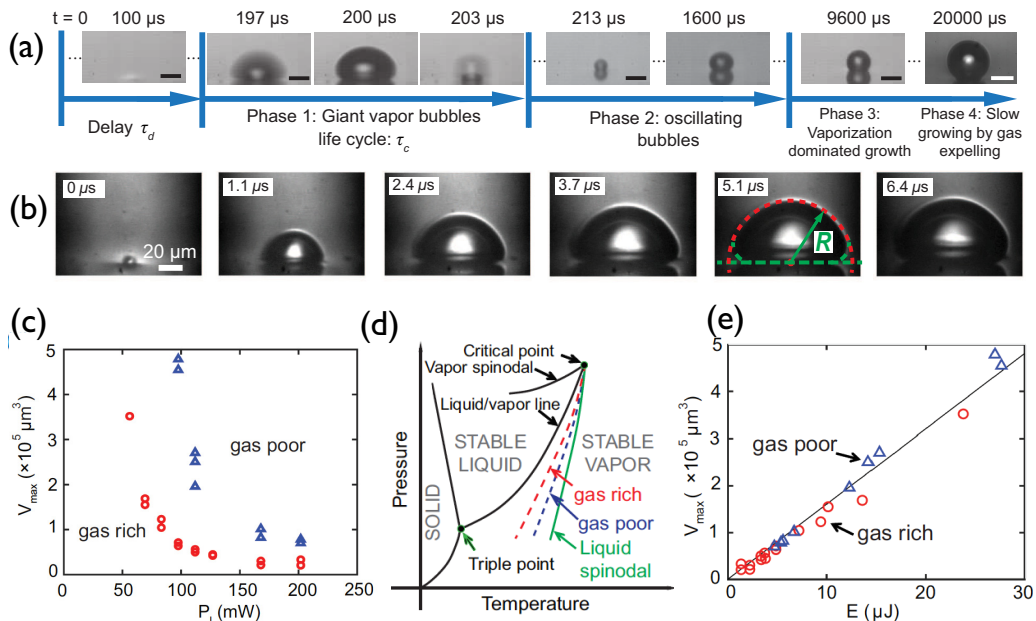 (a)
t = 0
100 μs
197 μs
200 μs
203 μs
213 μs
1600 μs
9600 μs
20000 μs
Delay τd
Phase 1: Giant vapor bubbles
life cycle: τc
Phase 2: oscillating
bubbles
Phase 3:
Vaporization
dominated growth
Phase 4: Slow
growing by gas
expelling
(b)
0 μs
20 μm
1.1 μs
2.4 μs
3.7 μs
5.1 μs
R
6.4 μs
(c)
5
4
3
2
1
0
Vmax (×10⁵ μm³)
gas poor
gas rich
0
50
100
150
200
250
P (mW)
(d)
Critical point
Vapor spinodal
Liquid/vapor line
STABLE
LIQUID
STABLE
VAPOR
SOLID
gas rich
gas poor
Liquid
spinodal
Triple point
Pressure
Temperature
(e)
5
4
3
2
1
0
Vmax ( ×10⁵ μm³)
gas poor
gas rich
0
10
20
30
E (μJ)